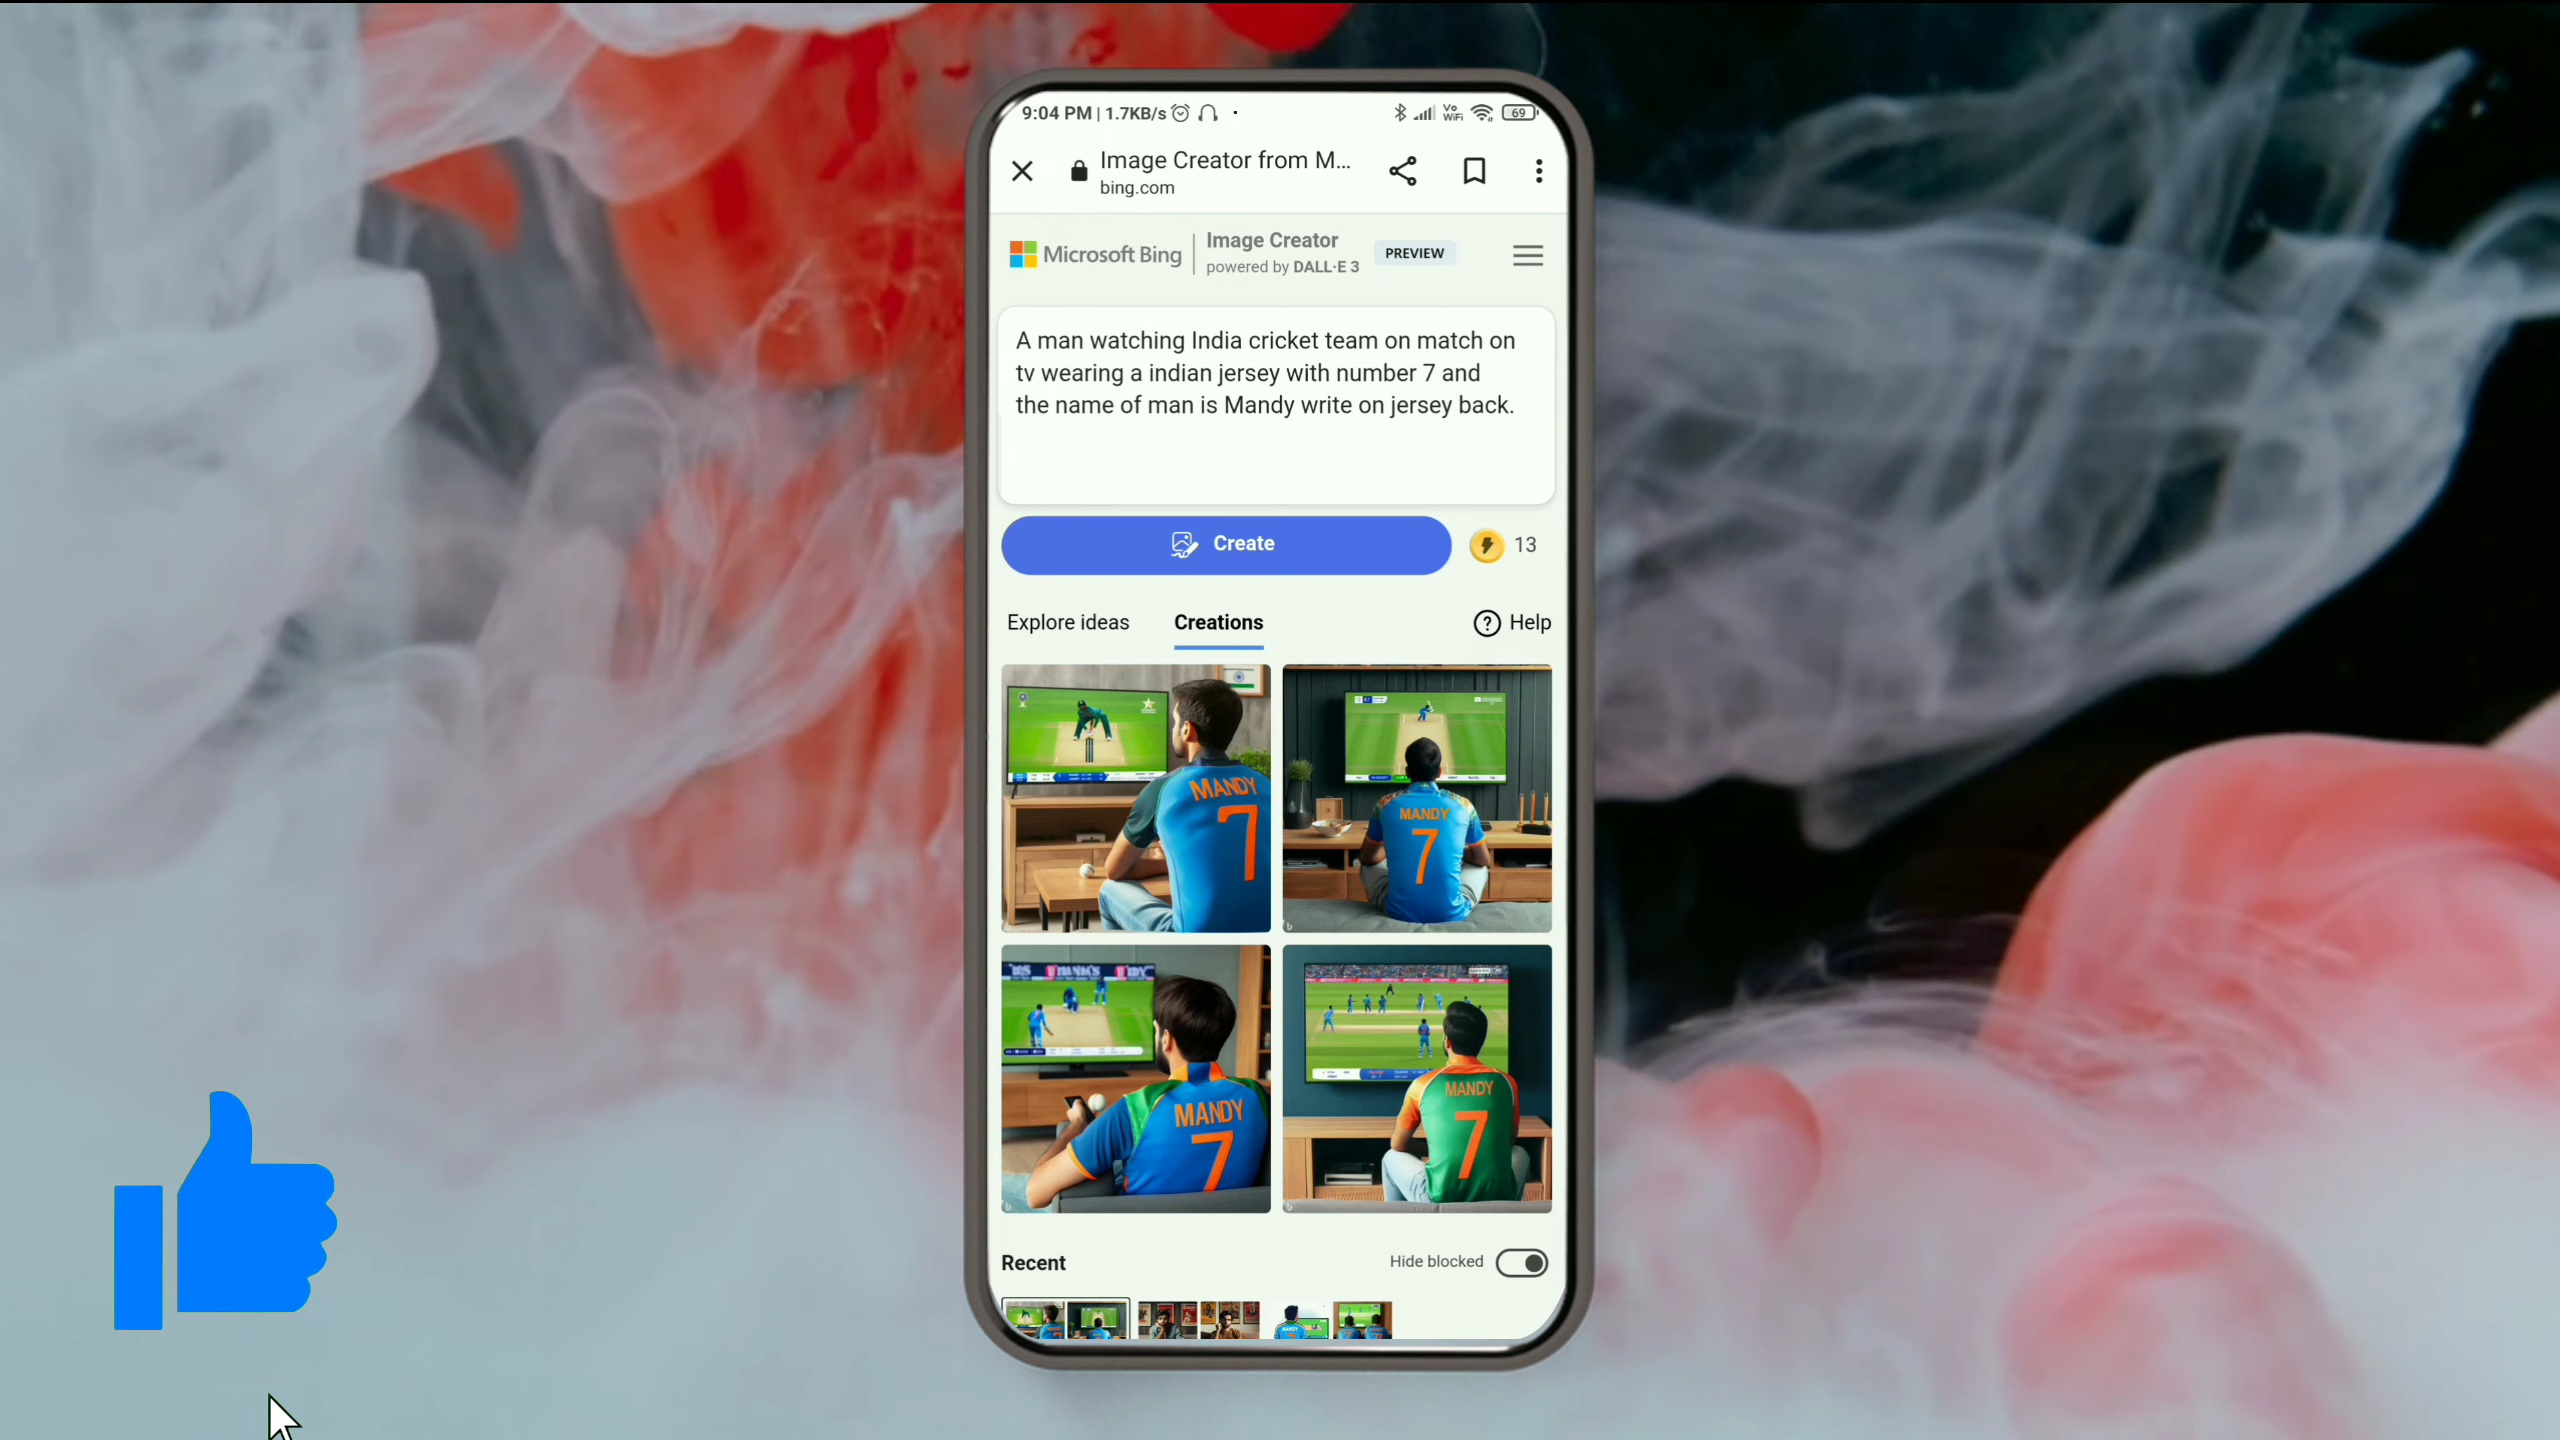 9:04 PM | 1.7KB/s
Vo
WiFi
69
Image Creator from M...
bing.com
Microsoft Bing
Image Creator
powered by DALL·E 3
PREVIEW
A man watching India cricket team on match on
tv wearing a indian jersey with number 7 and
the name of man is Mandy write on jersey back.
Create
13
Explore ideas
Creations
? Help
MANDY
7
MANDY
7
MANDY
7
MANDY
7
Recent
Hide blocked